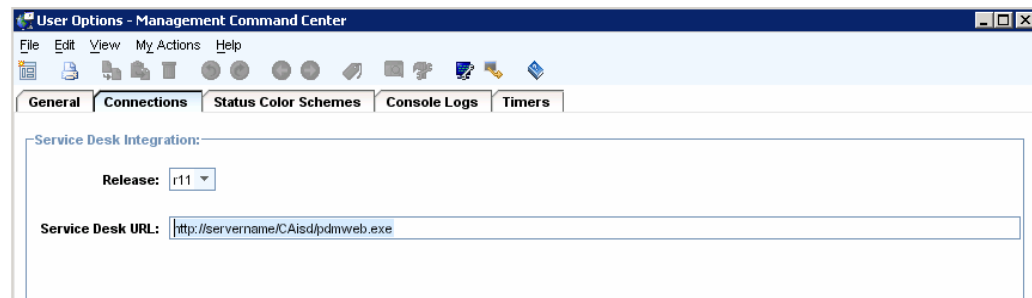 User Options - Management Command Center
File Edit View My Actions Help
General Connections Status Color Schemes Console Logs Timers
Service Desk Integration:
Release: r11
Service Desk URL: http://servername/CAisd/pdmweb.exe